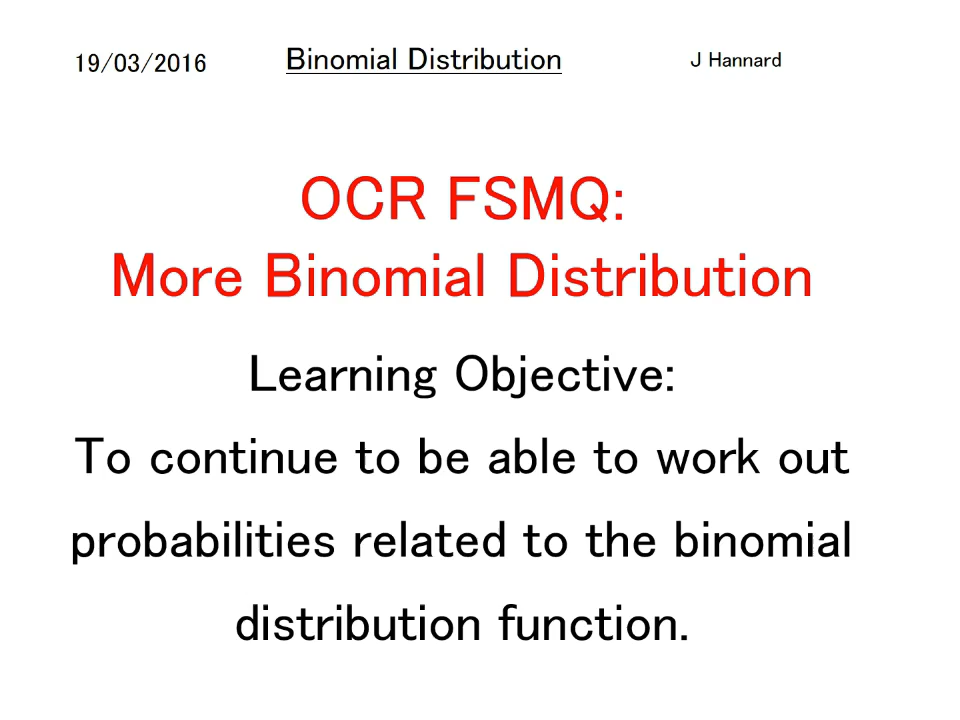 19/03/2016 Binomial Distribution J Hannard
OCR FSMQ:
More Binomial Distribution
Learning Objective:
To continue to be able to work out
probabilities related to the binomial
distribution function.